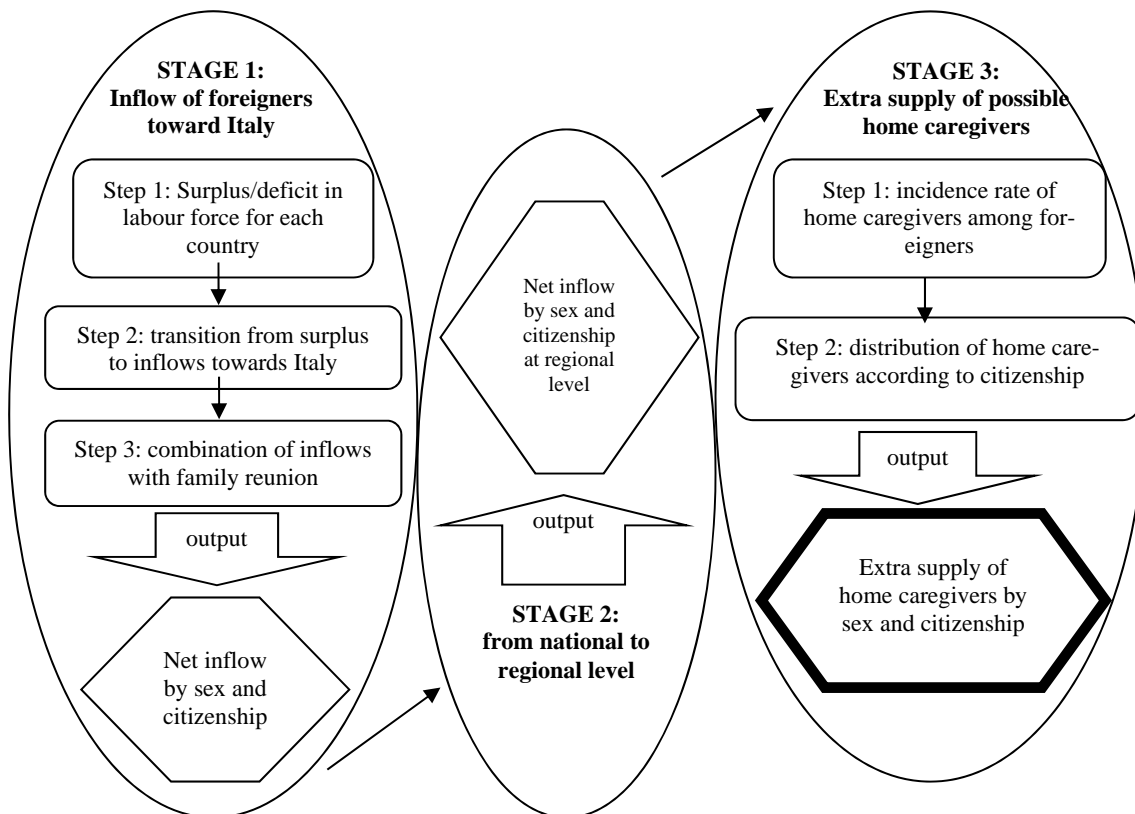 STAGE 1:
Inflow of foreigners
toward Italy
Step 1: Surplus/deficit in
labour force for each
country
Step 2: transition from surplus
to inflows towards Italy
Step 3: combination of inflows
with family reunion
output
Net inflow
by sex and
citizenship
STAGE 2:
from national to
regional level
output
Net inflow
by sex and
citizenship
at regional
level
STAGE 3:
Extra supply of possible
home caregivers
Step 1: incidence rate of
home caregivers among for-
eigners
Step 2: distribution of home care-
givers according to citizenship
output
Extra supply of
home caregivers by
sex and citizenship